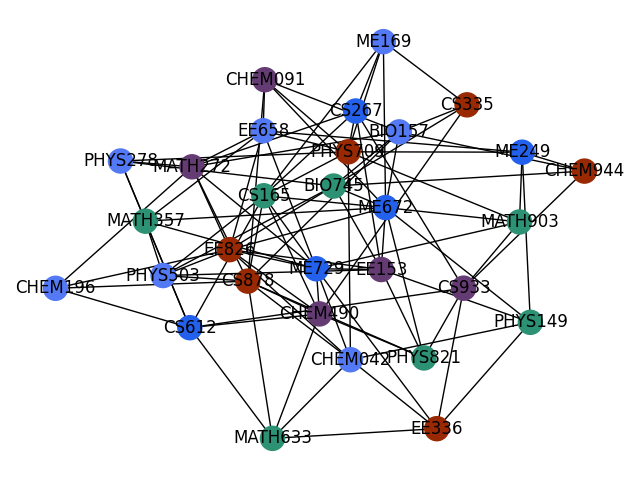 ME169
CHEM091
CS335
CS267
EE658
BIO157
PHYS709
ME249
PHYS278
MATH272
CHEM944
BIO745
CS165
ME672
MATH357
MATH903
EE826
ME729
EE153
PHYS503
CS878
CHEM196
CS933
CHEM490
PHYS149
CS612
CHEM042
PHYS821
EE336
MATH633